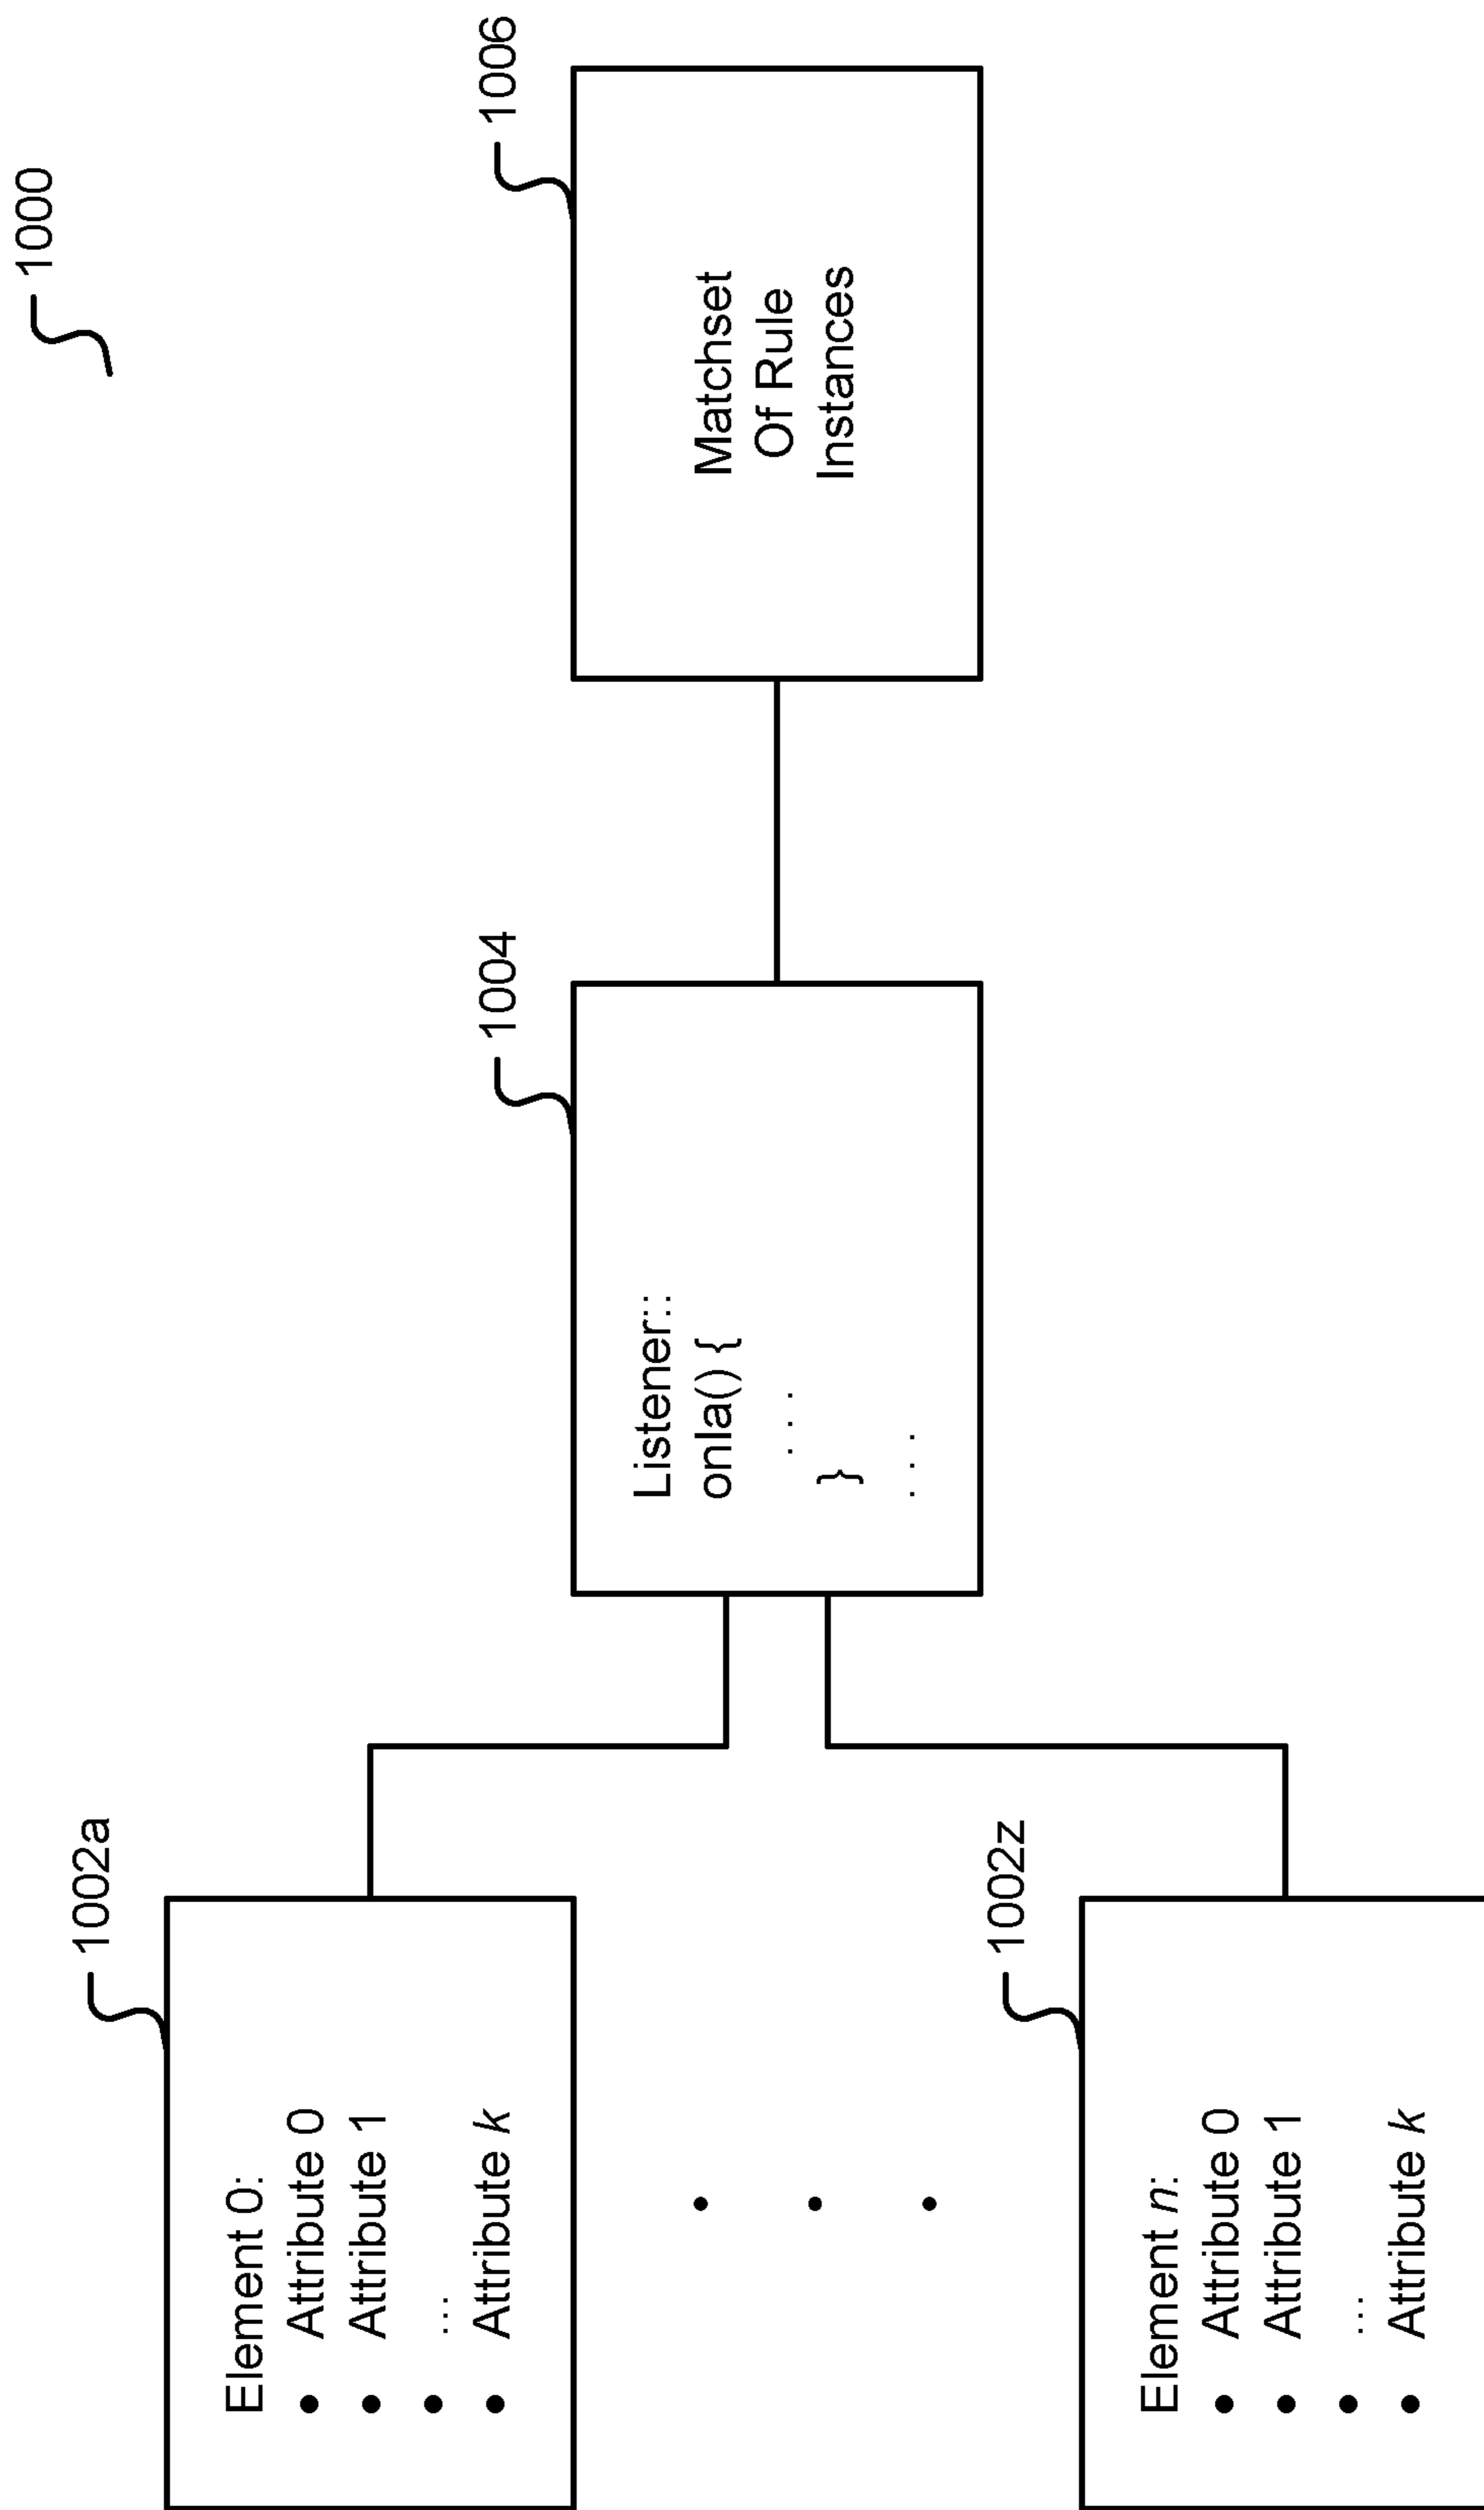 1000
1002a
Element 0:
• Attribute 0
• Attribute 1
• ...
• Attribute k
. . .
1002z
Element n:
• Attribute 0
• Attribute 1
• ...
• Attribute k
1004
Listener::
onla() {
. . .
}
. . .
1006
Matchset
Of Rule
Instances